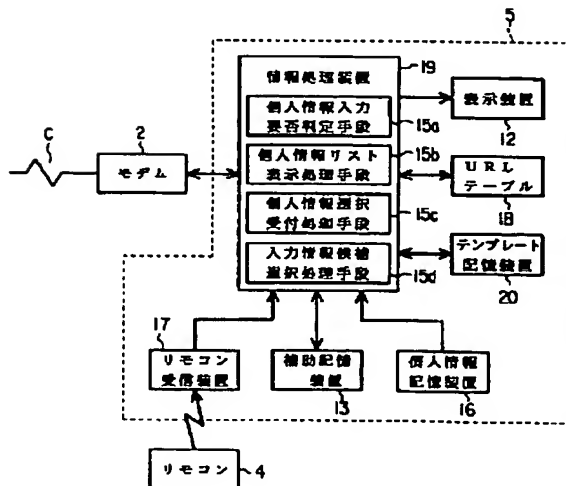 5
情報処理装置
19
個人情報入力
要否判定手段
15a
個人情報リスト
表示処理手段
15b
個人情報選択
受付処理手段
15c
入力情報候補
選択処理手段
15d
C
2
モデム
表示装置
12
URL
テーブル
18
テンプレート
記憶装置
20
17
リモコン
受信装置
補助記憶
装置
13
個人情報
記憶装置
16
リモコン
4